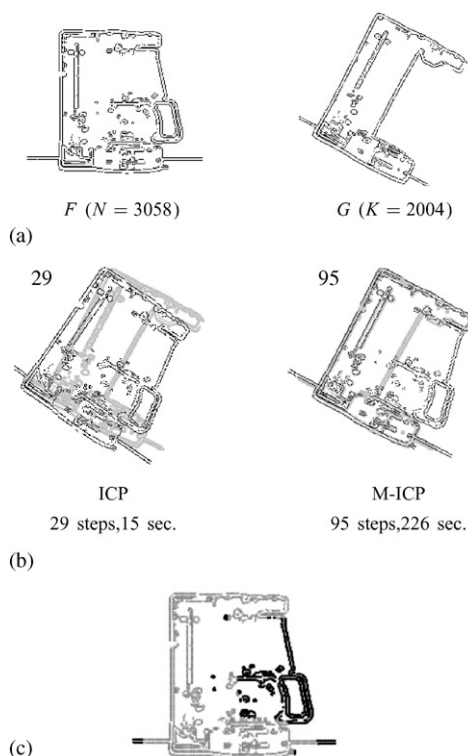 F (N = 3058) G (K = 2004)
(a)
29 95
ICP M-ICP
29 steps,15 sec. 95 steps,226 sec.
(b)
(c)